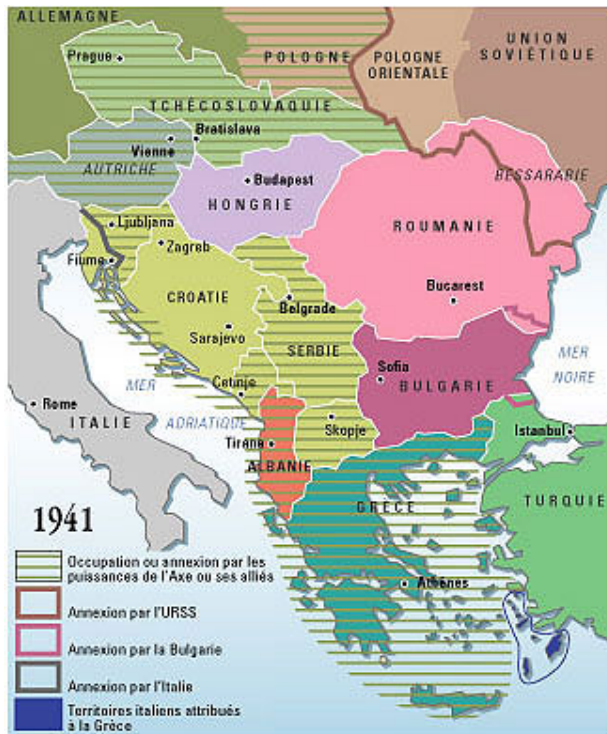 ALLEMAGNE
UNION
SOVIÉTIQUE
POLOGNE
POLOGNE
ORIENTALE
Prague
TCHÉCOSLOVAQUIE
Bratislava
Vienne
AUTRICHE
BESSARABIE
Budapest
HONGRIE
Ljubljana
ROUMANIE
Zagreb
Fiume
CROATIE
Bucarest
Belgrade
Sarajevo
SERBIE
MER
NOIRE
Sofia
BULGARIE
Cetinje
MER
ADRIATIQUE
Rome
ITALIE
Skopje
Istanbul
Tirana
ALBANIE
TURQUIE
GRÈCE
1941
Athènes
Occupation ou annexion par les
puissances de l'Axe ou ses alliés
Annexion par l'URSS
Annexion par la Bulgarie
Annexion par l'Italie
Territoires italiens attribués
à la Grèce